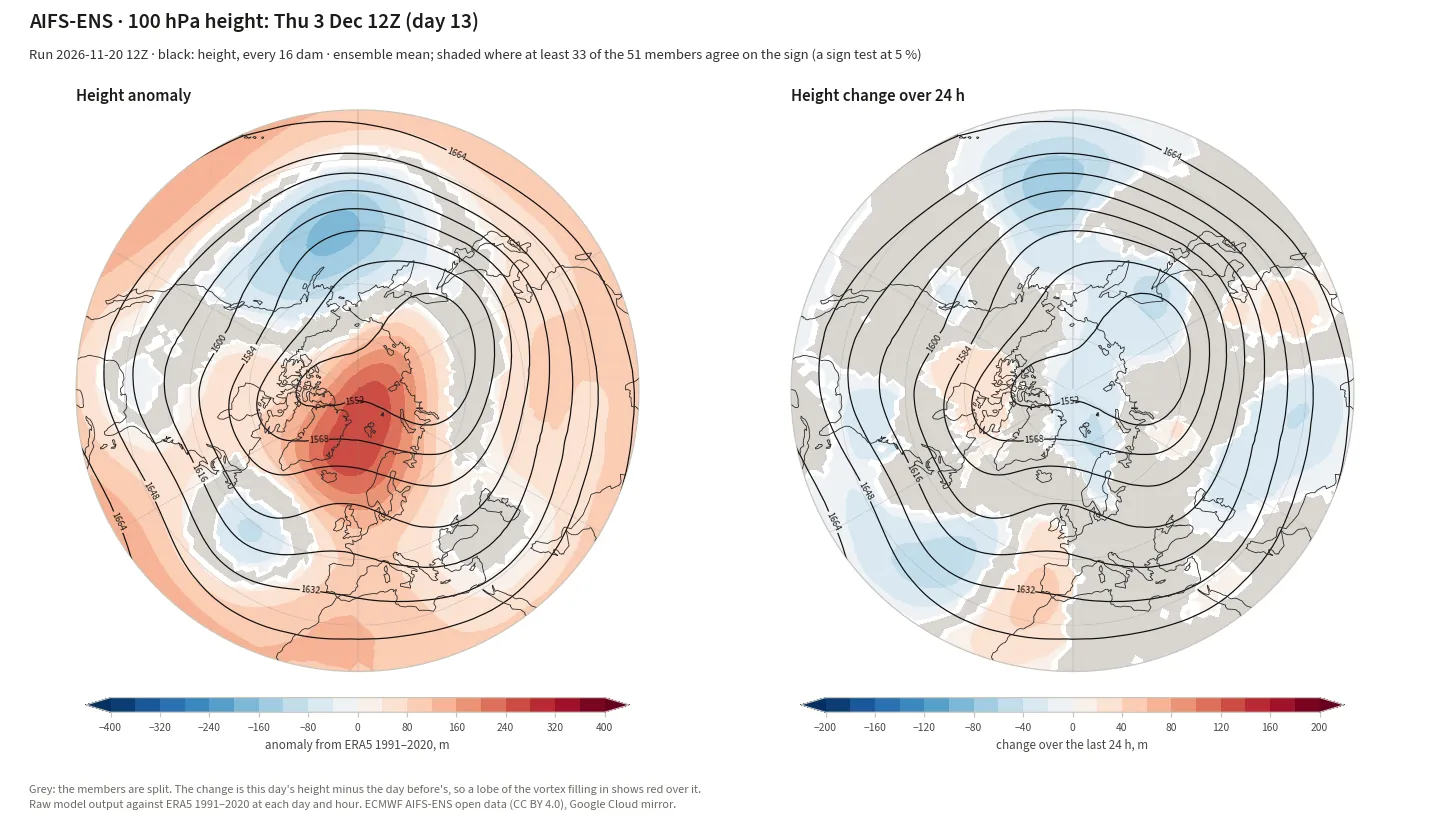 AIFS-ENS · 100 hPa height: Thu 3 Dec 12Z (day 13)
Run 2026-11-20 12Z · black: height, every 16 dam · ensemble mean; shaded where at least 33 of the 51 members agree on the sign (a sign test at 5 %)
Height anomaly
Height change over 24 h
1664
1664
1600
1584
1600
1584
1552
1552
1568
1568
1616
1616
1648
1648
1664
1664
1632
1632
−400 −320 −240 −160 −80 0 80 160 240 320 400
−200 −160 −120 −80 −40 0 40 80 120 160 200
anomaly from ERA5 1991–2020, m
change over the last 24 h, m
Grey: the members are split. The change is this day's height minus the day before's, so a lobe of the vortex filling in shows red over it.
Raw model output against ERA5 1991–2020 at each day and hour. ECMWF AIFS-ENS open data (CC BY 4.0), Google Cloud mirror.